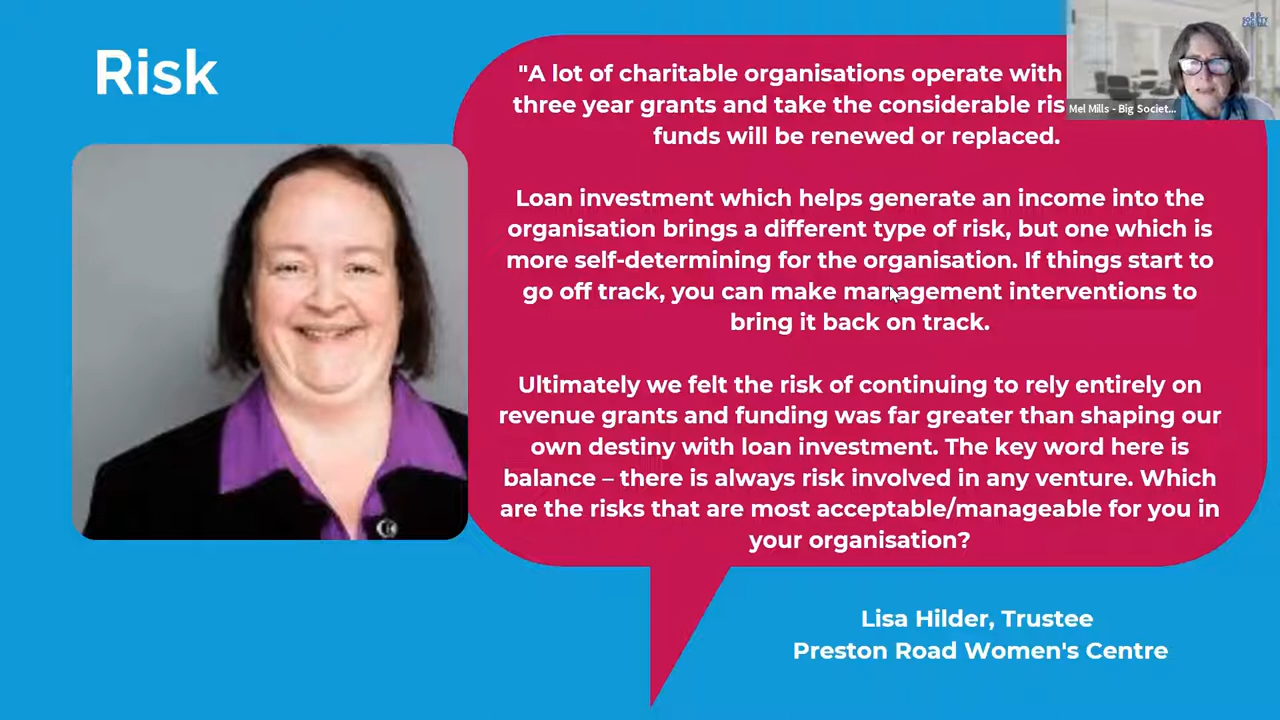 Risk
"A lot of charitable organisations operate with
three year grants and take the considerable
funds will be renewed or replaced.
Loan investment which helps generate an income into the
organisation brings a different type of risk, but one which is
more self-determining for the organisation. If things start to
go off track, you can make management interventions to
bring it back on track.
Ultimately we felt the risk of continuing to rely entirely on
revenue grants and funding was far greater than shaping our
own destiny with loan investment. The key word here is
balance – there is always risk involved in any venture. Which
are the risks that are most acceptable/manageable for you in
your organisation?
Lisa Hilder, Trustee
Preston Road Women's Centre
Mel Mills - Big Societ...